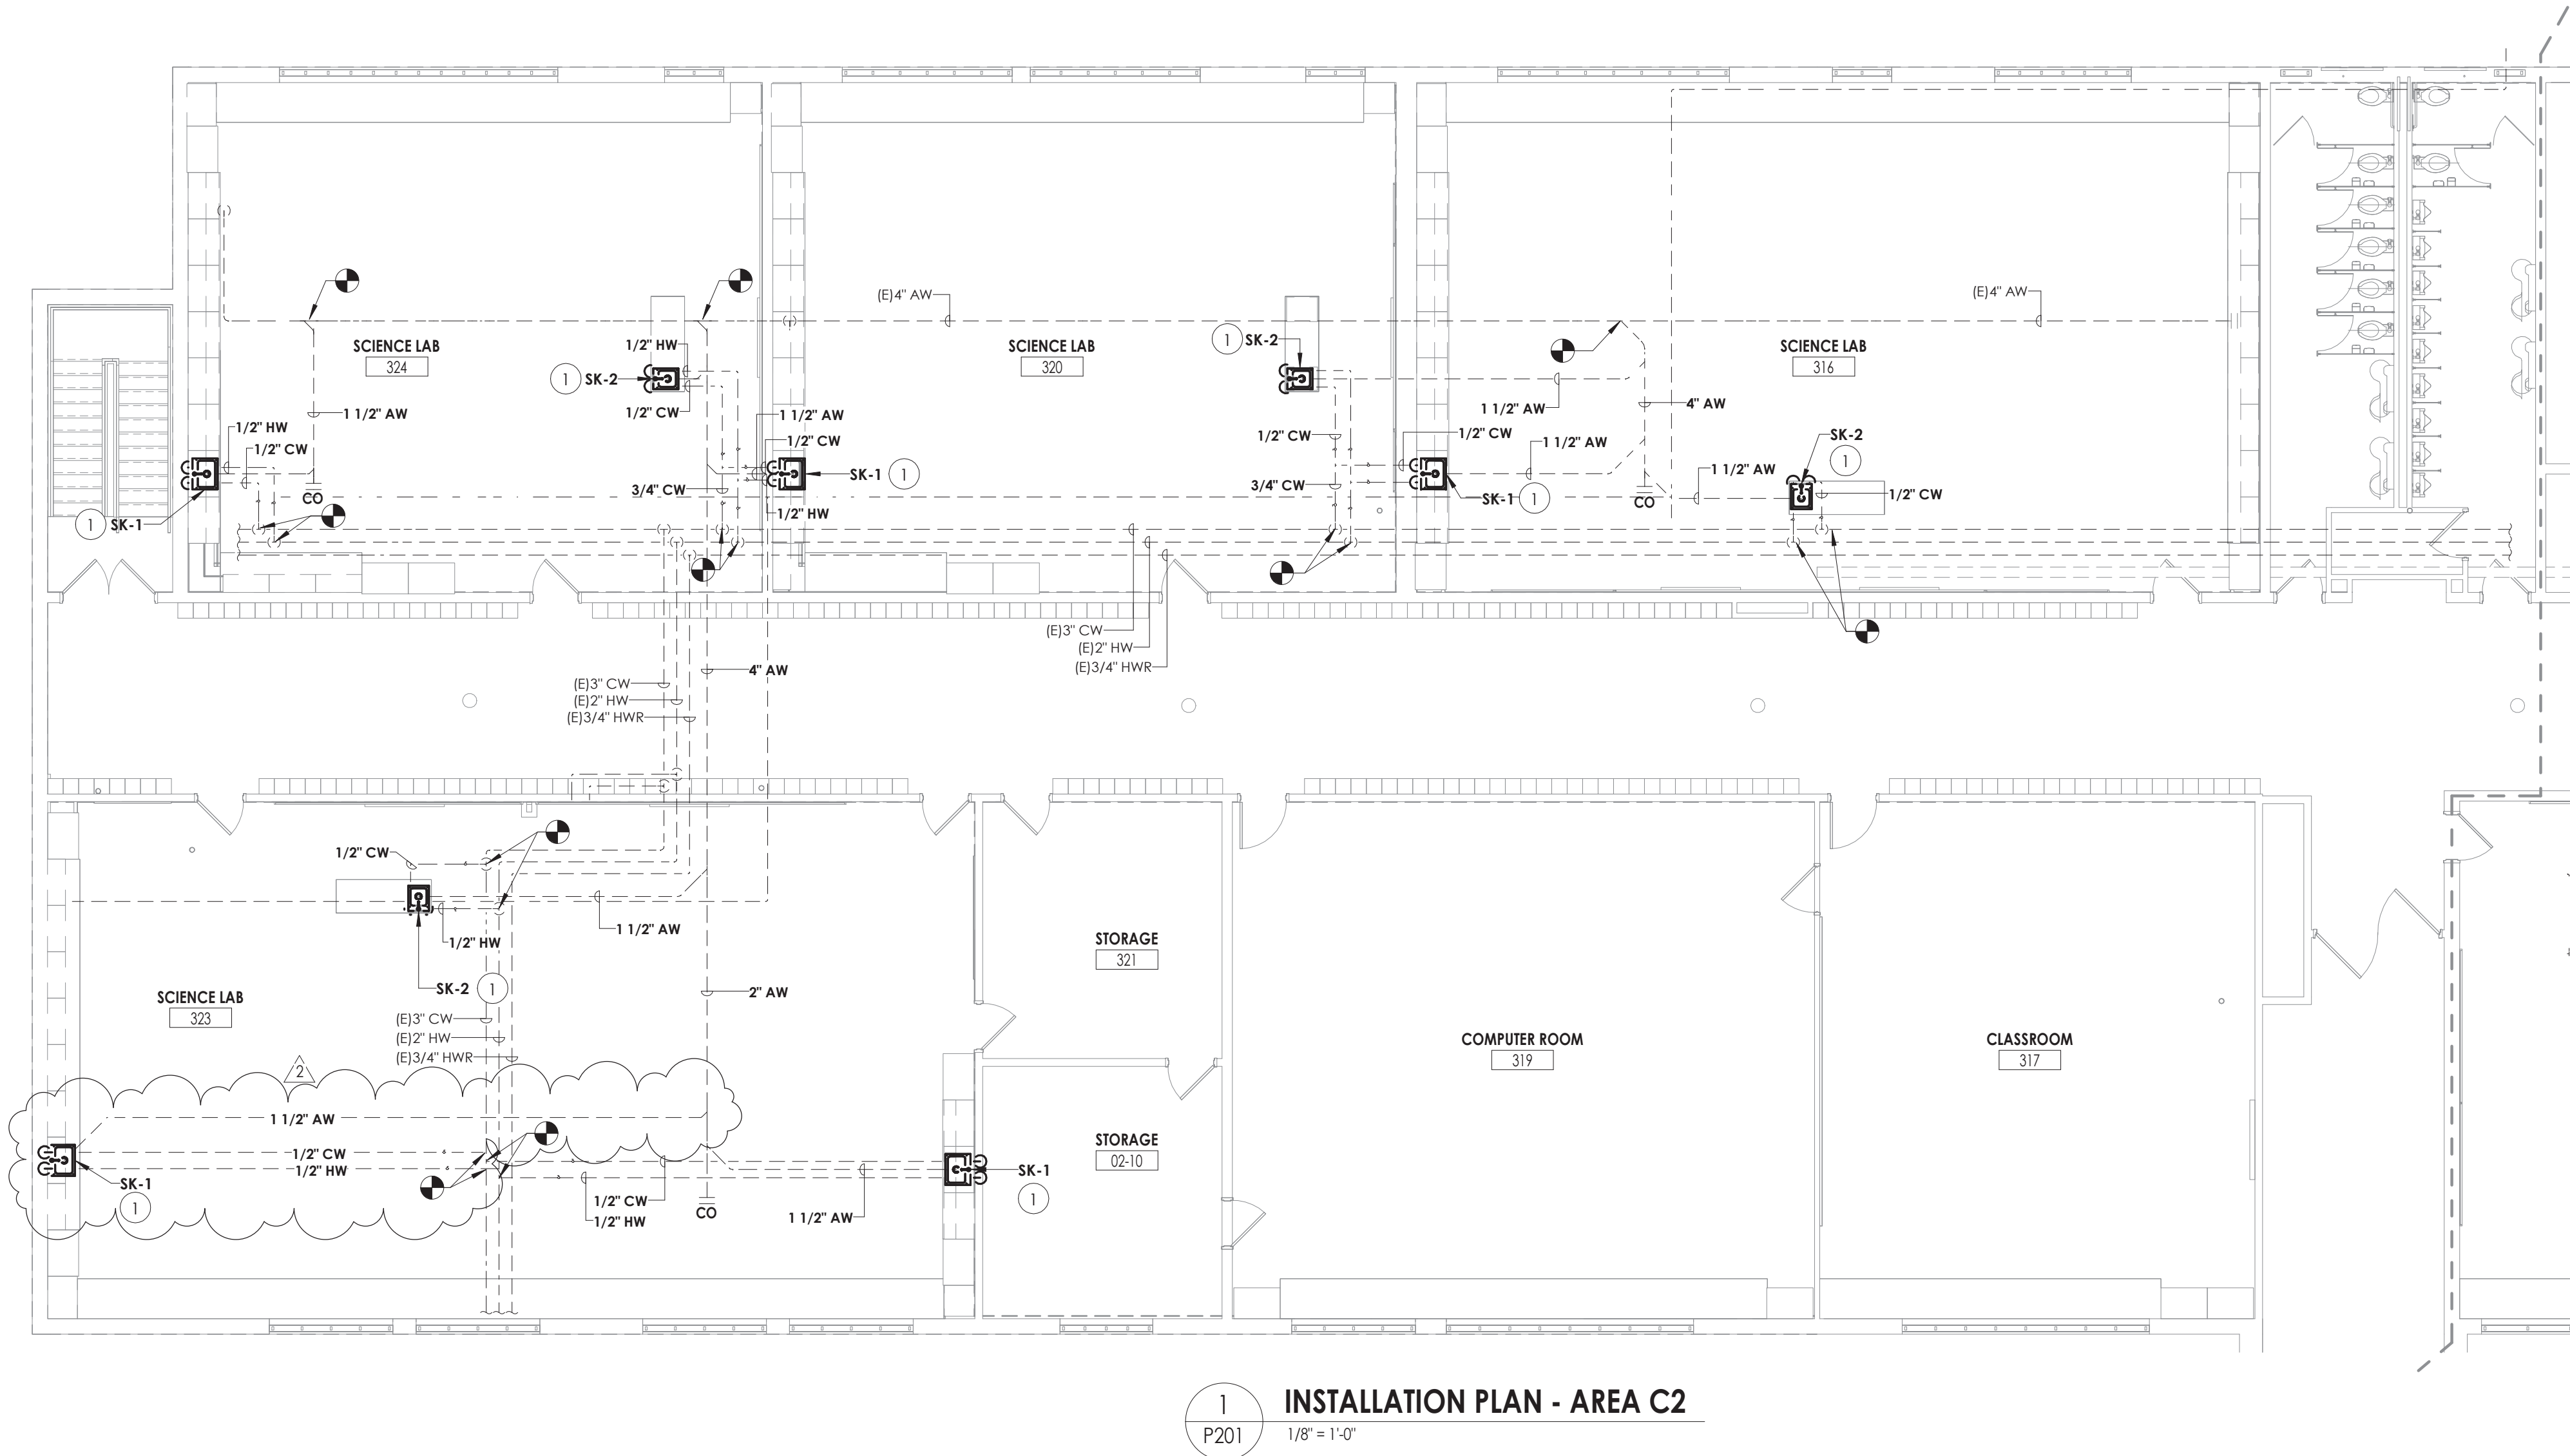 (E)4" AW
(E)4" AW
SCIENCE LAB
324
1/2" HW
1 SK-2
1/2" CW
1 1/2" AW
SCIENCE LAB
320
1 SK-2
SCIENCE LAB
316
1 1/2" AW
4" AW
1/2" HW
1/2" CW
1 1/2" AW
1/2" CW
SK-1 1
3/4" CW
1/2" HW
CO
1 SK-1
1/2" CW
3/4" CW
1/2" CW
1 1/2" AW
SK-1 1
CO
SK-2
1
1 1/2" AW
1/2" CW
(E)3" CW
(E)2" HW
(E)3/4" HWR
4" AW
(E)3" CW
(E)2" HW
(E)3/4" HWR
1/2" CW
1 1/2" AW
1/2" HW
SK-2 1
STORAGE
321
2" AW
SCIENCE LAB
323
(E)3" CW
(E)2" HW
(E)3/4" HWR
COMPUTER ROOM
319
CLASSROOM
317
2
1 1/2" AW
1/2" CW
1/2" HW
SK-1
1
STORAGE
02-10
SK-1
1
1/2" CW
1/2" HW
CO
1 1/2" AW
1
P201
INSTALLATION PLAN - AREA C2
1/8" = 1'-0"